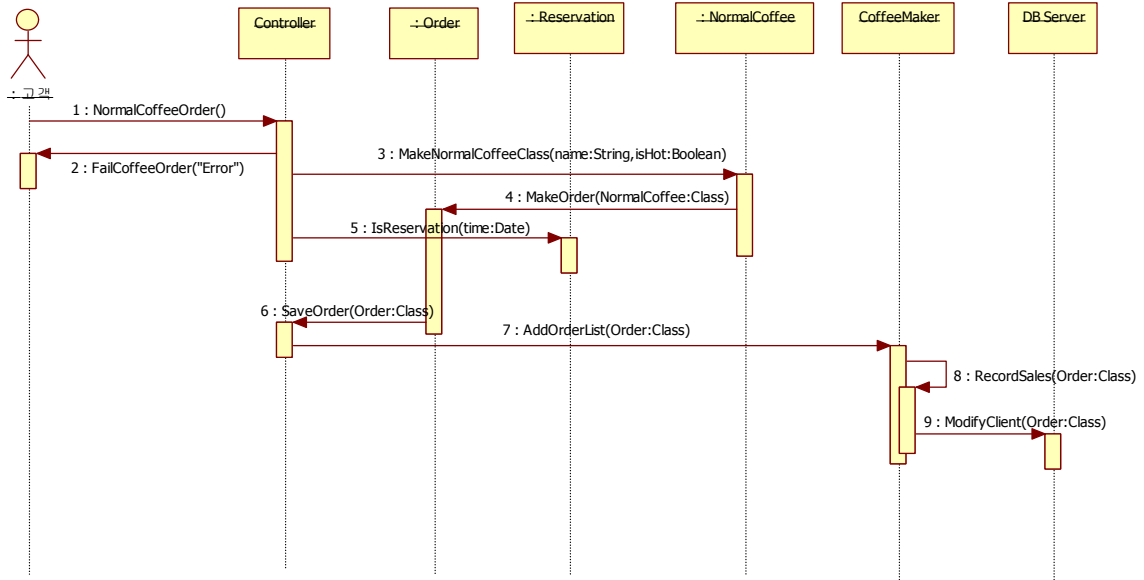 Controller
: Order
: Reservation
: NormalCoffee
CoffeeMaker
DB Server
: 고객
1 : NormalCoffeeOrder()
2 : FailCoffeeOrder("Error")
3 : MakeNormalCoffeeClass(name:String,isHot:Boolean)
4 : MakeOrder(NormalCoffee:Class)
5 : IsReservation(time:Date)
6 : SaveOrder(Order:Class)
7 : AddOrderList(Order:Class)
8 : RecordSales(Order:Class)
9 : ModifyClient(Order:Class)